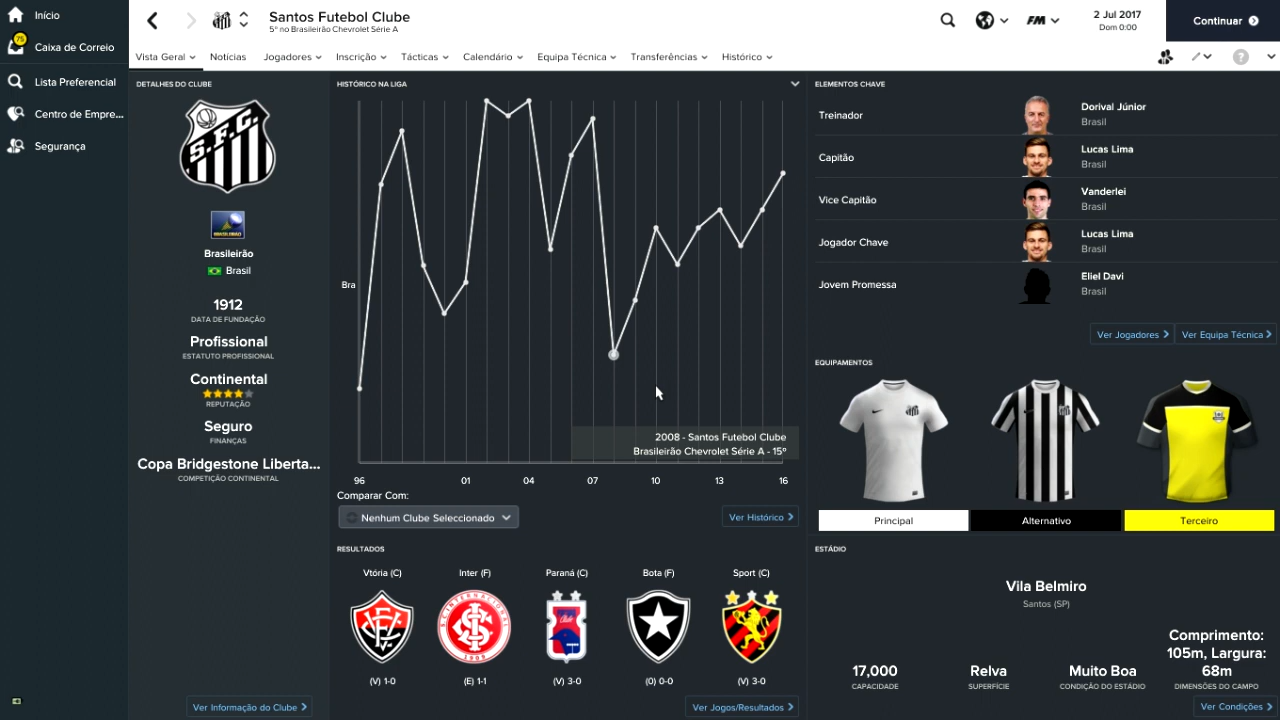 Início
75
Caixa de Correio
Lista Preferencial
Centro de Empre...
Segurança
Santos Futebol Clube
5º no Brasileirão Chevrolet Série A
FM
2 Jul 2017
Dom 0:00
Continuar
Vista Geral
Notícias
Jogadores
Inscrição
Tácticas
Calendário
Equipa Técnica
Transferências
Histórico
DETALHES DO CLUBE
S.F.C.
Brasileirão
Brasil
1912
DATA DE FUNDAÇÃO
Profissional
ESTATUTO PROFISSIONAL
Continental
REPUTAÇÃO
Seguro
FINANÇAS
Copa Bridgestone Liberta...
COMPETIÇÃO CONTINENTAL
Ver Informação do Clube
HISTÓRICO NA LIGA
Bra
2008 - Santos Futebol Clube
Brasileirão Chevrolet Série A - 15º
96 01 04 07 10 13 16
Comparar Com:
Nenhum Clube Seleccionado
Ver Histórico
RESULTADOS
Vtória (C)
Inter (F)
Paraná (C)
Bota (F)
Sport (C)
(V) 1-0
(E) 1-1
(V) 3-0
(0) 0-0
(V) 3-0
Ver Jogos/Resultados
ELEMENTOS CHAVE
Treinador
Dorival Júnior
Brasil
Capitão
Lucas Lima
Brasil
Vice Capitão
Vanderlei
Brasil
Jogador Chave
Lucas Lima
Brasil
Jovem Promessa
Eliel Davi
Brasil
Ver Jogadores
Ver Equipa Técnica
EQUIPAMENTOS
Principal
Alternativo
Terceiro
ESTÁDIO
Vila Belmiro
Santos (SP)
17,000
CAPACIDADE
Relva
SUPERFÍCIE
Muito Boa
CONDIÇÃO DO ESTÁDIO
Comprimento:
105m, Largura:
68m
DIMENSÕES DO CAMPO
Ver Condições